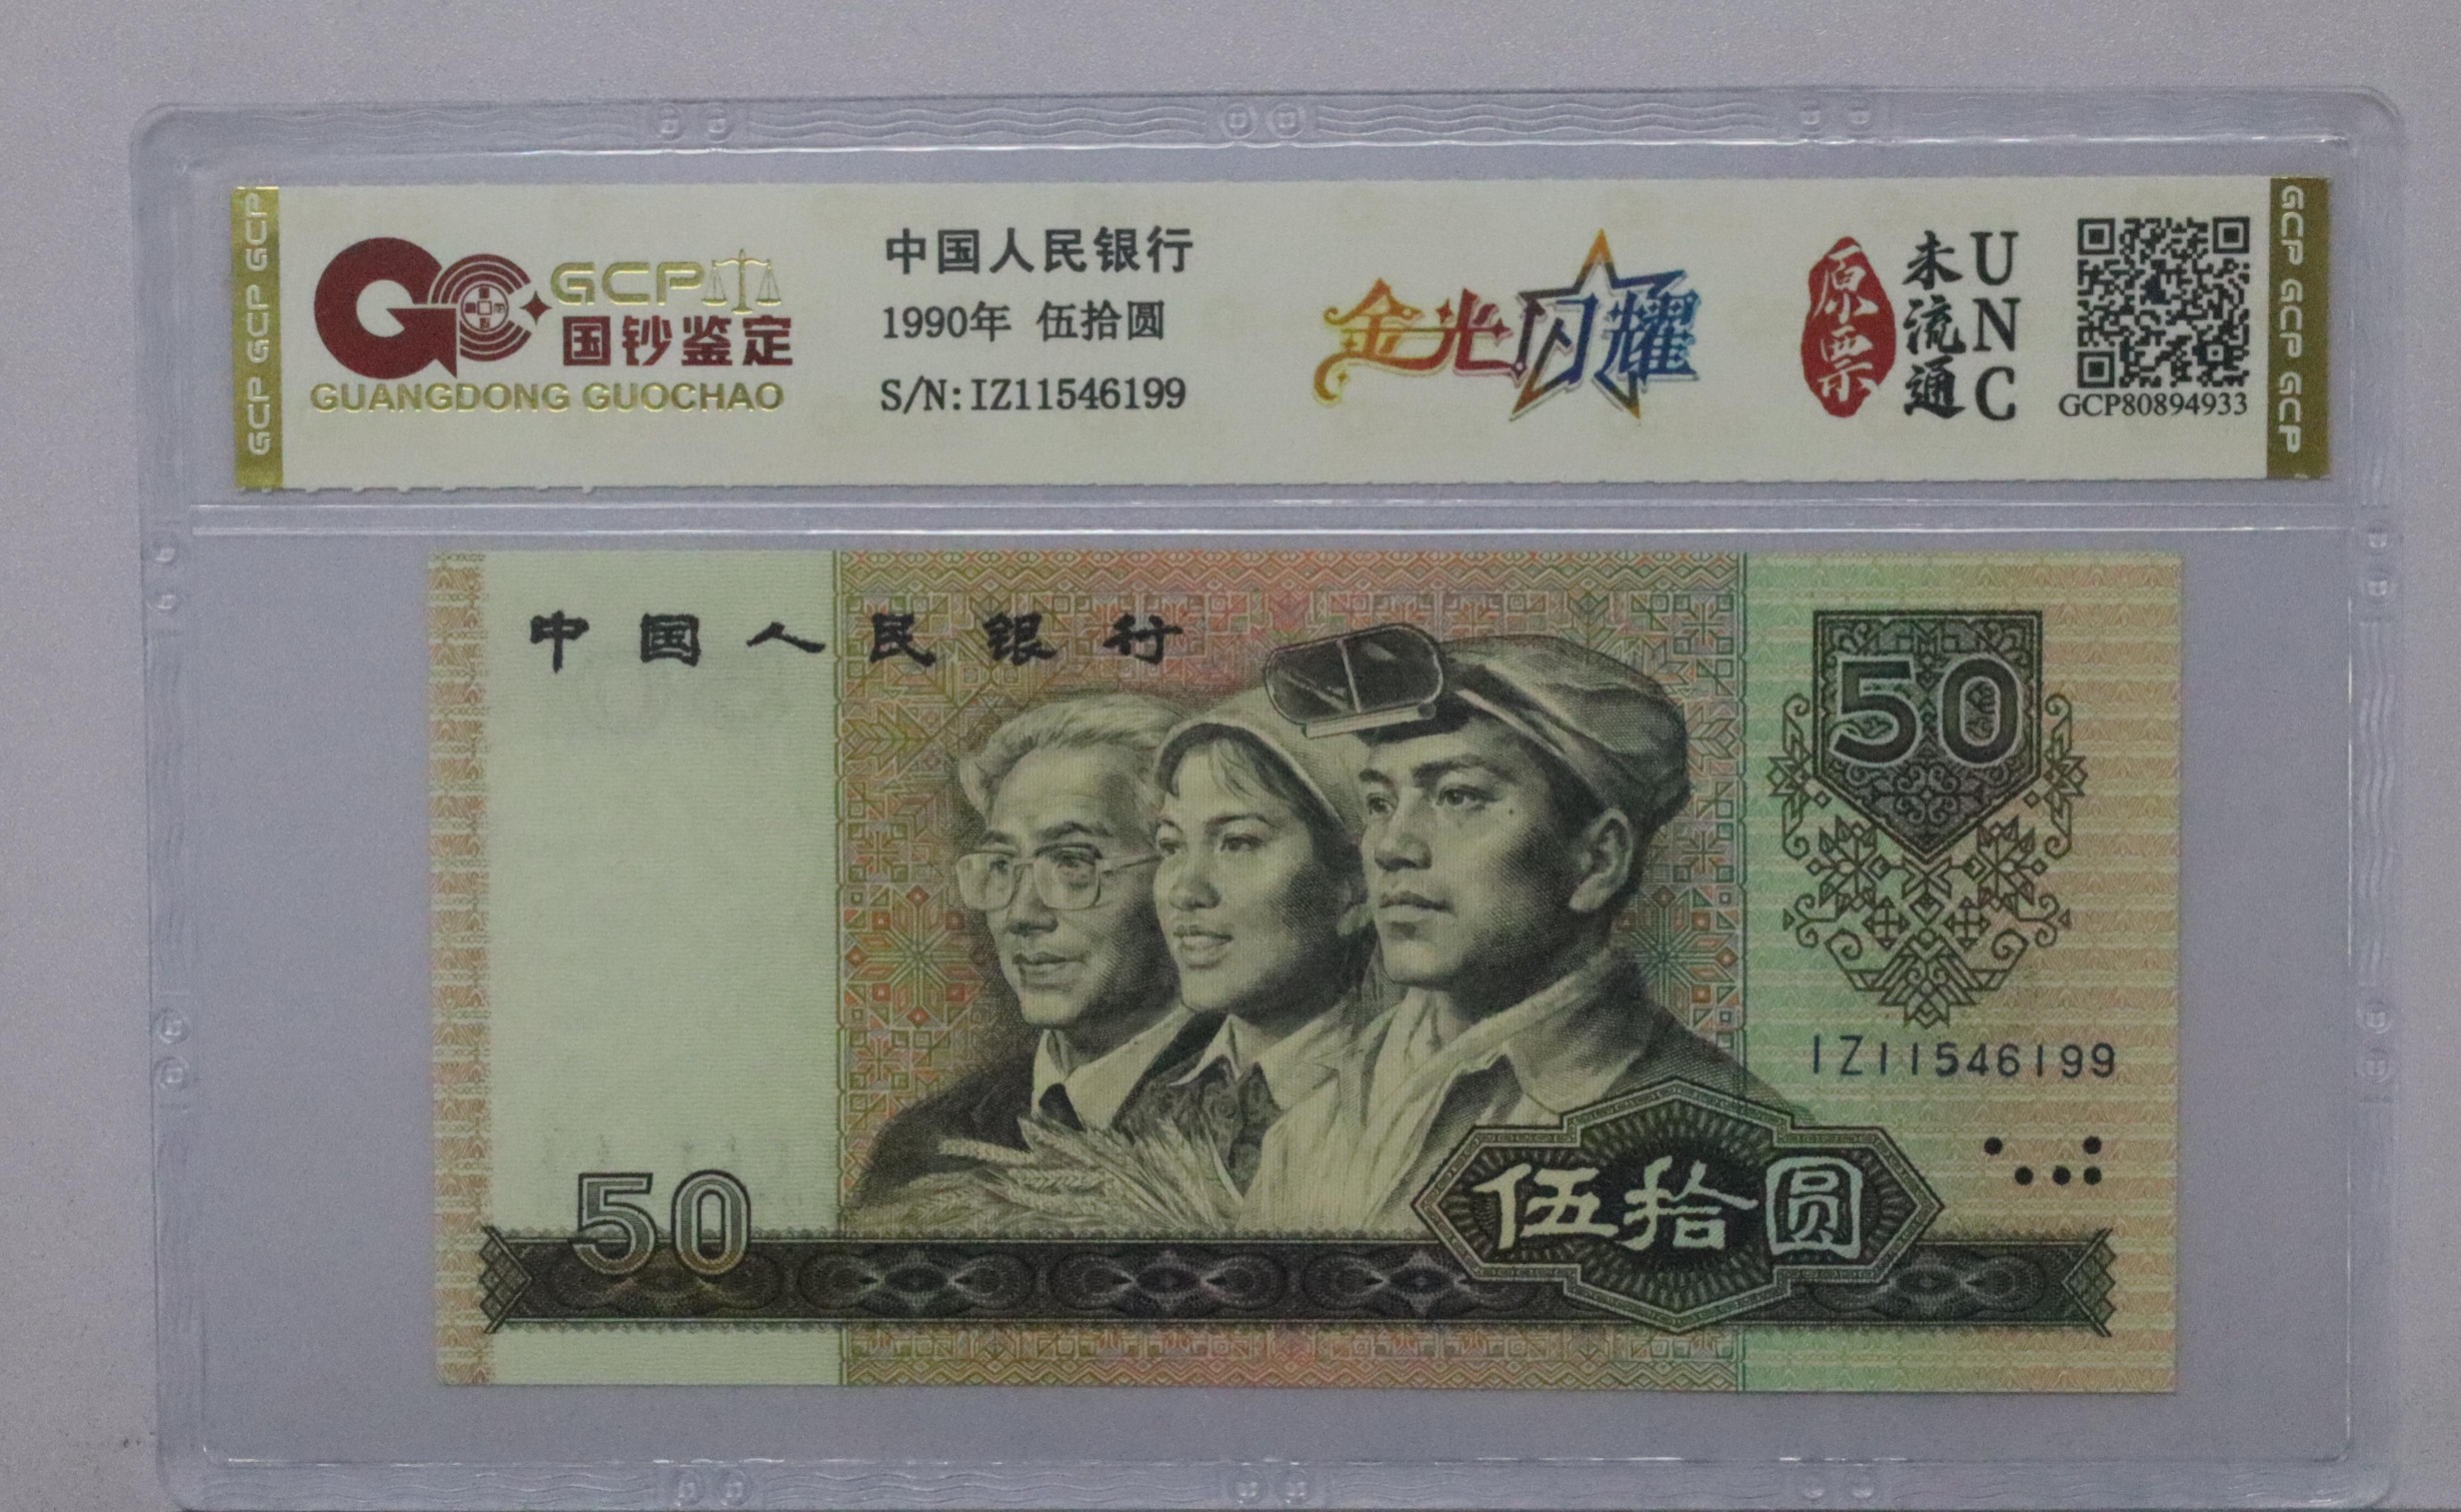 GCP GCP GCP
GCP
国钞鉴定
GUANGDONG GUOCHAO
中国人民银行
1990年 伍拾圆
S/N:IZ11546199
金光闪耀
原票
未流通
UNC
GCP80894933
GCP GCP GCP
中国人民银行
50
IZ11546199
50
伍拾圆